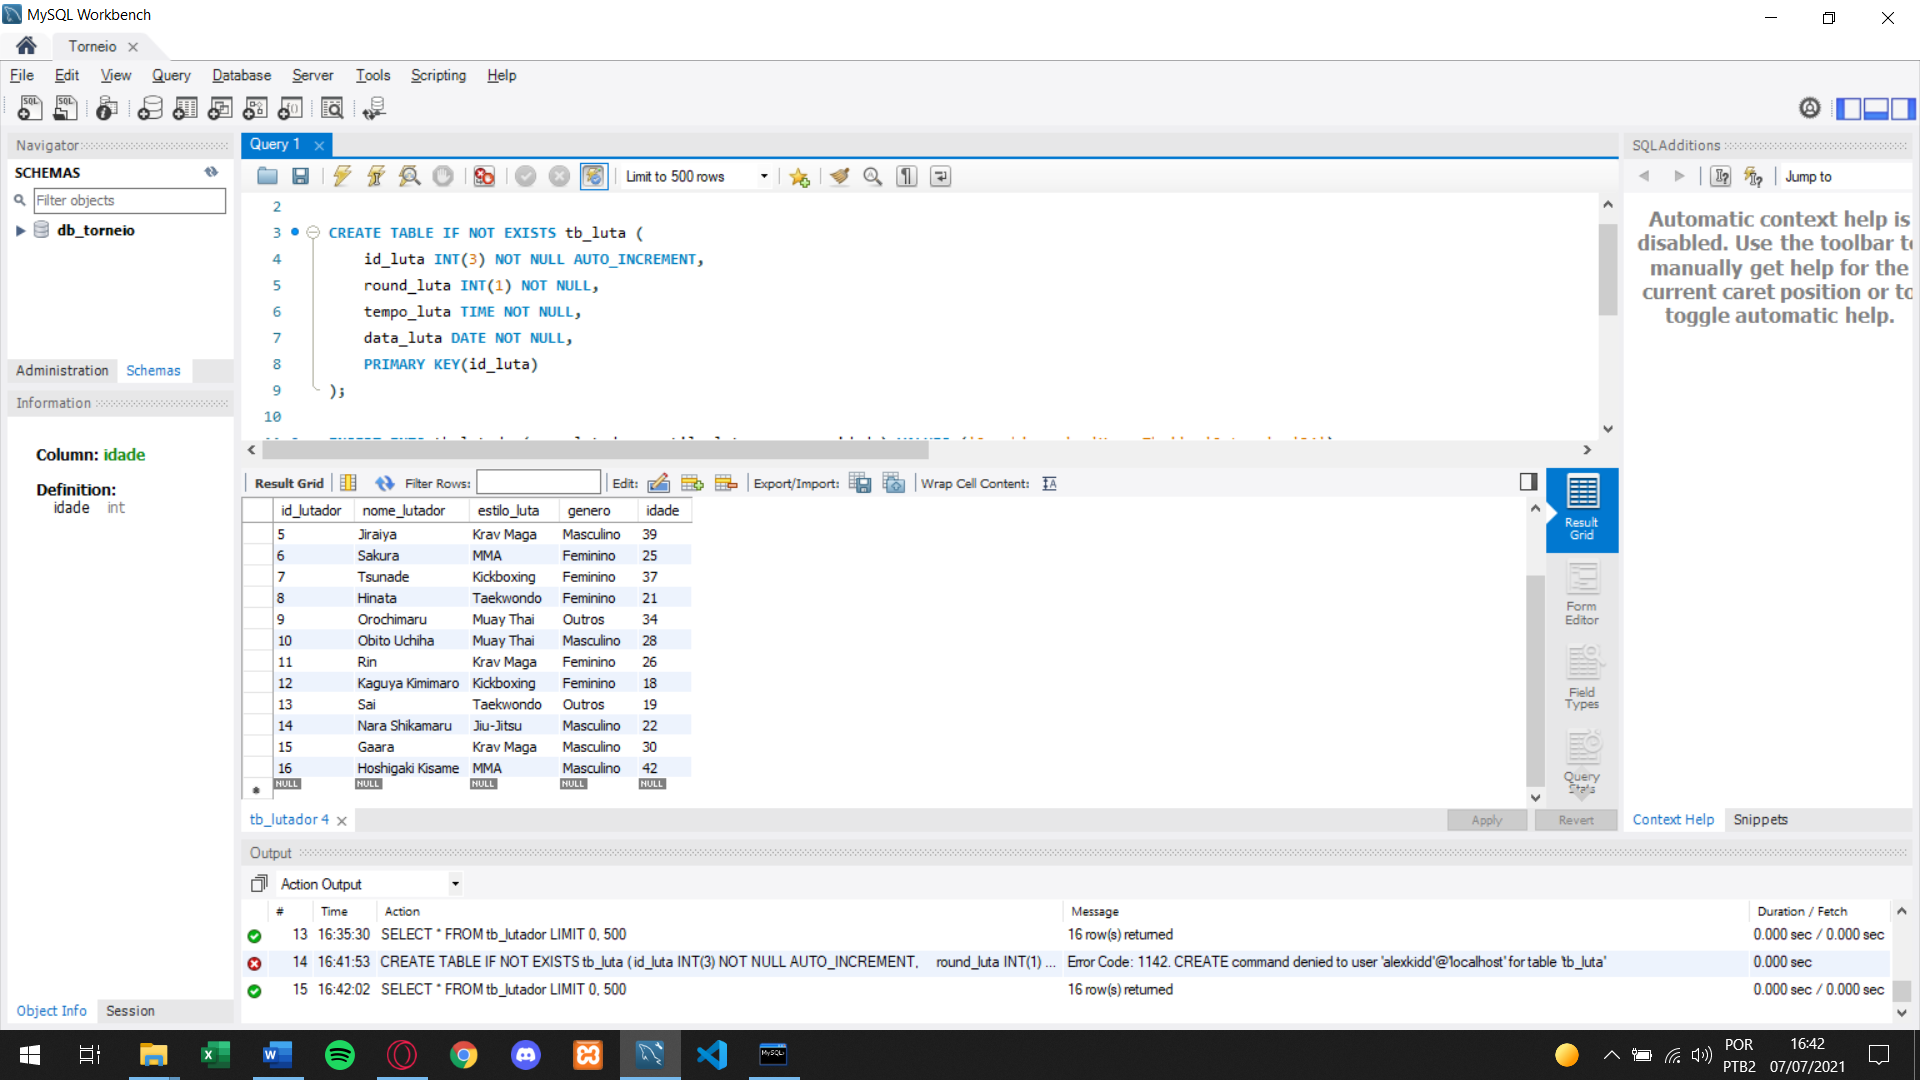 MySQL Workbench
Torneio
File Edit View Query Database Server Tools Scripting Help
Navigator
SCHEMAS
Filter objects
db_torneio
Administration Schemas
Information
Column: idade
Definition:
idade int
Object Info Session
Query 1
Limit to 500 rows
2
3 CREATE TABLE IF NOT EXISTS tb_luta (
4 id_luta INT(3) NOT NULL AUTO_INCREMENT,
5 round_luta INT(1) NOT NULL,
6 tempo_luta TIME NOT NULL,
7 data_luta DATE NOT NULL,
8 PRIMARY KEY(id_luta)
9 );
10
Result Grid Filter Rows: Edit: Export/Import: Wrap Cell Content:
id_lutador nome_lutador estilo_luta genero idade
5 Jiraiya Krav Maga Masculino 39
6 Sakura MMA Feminino 25
7 Tsunade Kickboxing Feminino 37
8 Hinata Taekwondo Feminino 21
9 Orochimaru Muay Thai Outros 34
10 Obito Uchiha Muay Thai Masculino 28
11 Rin Krav Maga Feminino 26
12 Kaguya Kimimaro Kickboxing Feminino 18
13 Sai Taekwondo Outros 19
14 Nara Shikamaru Jiu-Jitsu Masculino 22
15 Gaara Krav Maga Masculino 30
16 Hoshigaki Kisame MMA Masculino 42
NULL NULL NULL NULL NULL
Result
Grid
Form
Editor
Field
Types
Query
Stats
tb_lutador 4
Apply Revert
SQLAdditions
Jump to
Automatic context help is
disabled. Use the toolbar to
manually get help for the
current caret position or to
toggle automatic help.
Context Help Snippets
Output
Action Output
# Time Action Message Duration / Fetch
13 16:35:30 SELECT * FROM tb_lutador LIMIT 0, 500 16 row(s) returned 0.000 sec / 0.000 sec
14 16:41:53 CREATE TABLE IF NOT EXISTS tb_luta ( id_luta INT(3) NOT NULL AUTO_INCREMENT, round_luta INT(1) ... Error Code: 1142. CREATE command denied to user 'alexkidd'@'localhost' for table 'tb_luta' 0.000 sec
15 16:42:02 SELECT * FROM tb_lutador LIMIT 0, 500 16 row(s) returned 0.000 sec / 0.000 sec
POR
PTB2
16:42
07/07/2021